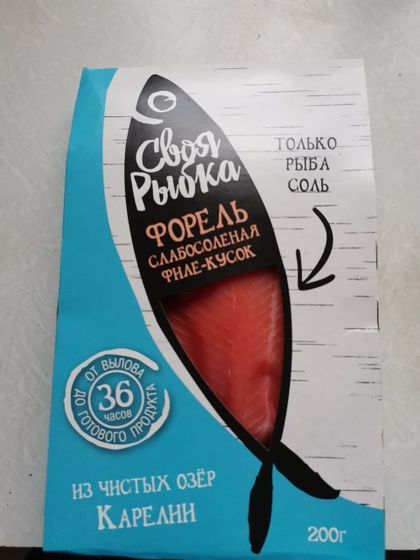 Своя
Рыбка
ФОРЕЛЬ
СЛАБОСОЛЕНАЯ
ФИЛЕ-КУСОК
ТОЛЬКО
РЫБА
СОЛЬ
ОТ ВЫЛОВА
36
ЧАСОВ
ДО ГОТОВОГО ПРОДУКТА
ИЗ ЧИСТЫХ ОЗЁР
КАРЕЛИИ
200г